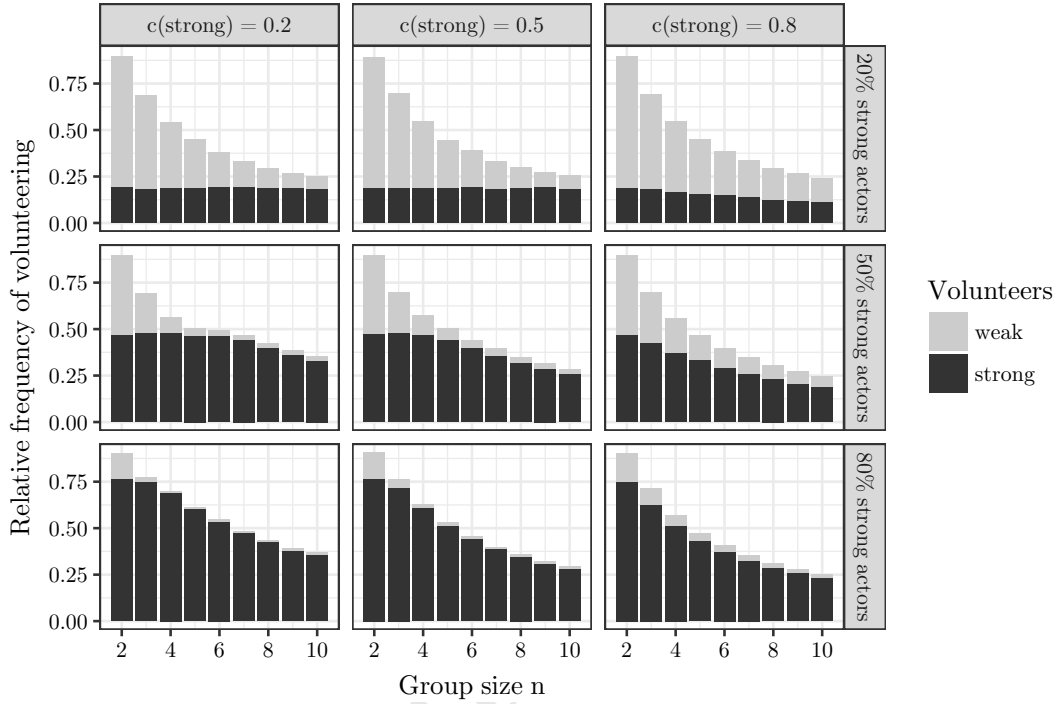 c(strong) = 0.2
c(strong) = 0.5
c(strong) = 0.8
Relative frequency of volunteering
0.75
0.50
0.25
0.00
20% strong actors
0.75
0.50
0.25
0.00
50% strong actors
0.75
0.50
0.25
0.00
80% strong actors
2 4 6 8 10
2 4 6 8 10
2 4 6 8 10
Group size n
Volunteers
weak
strong